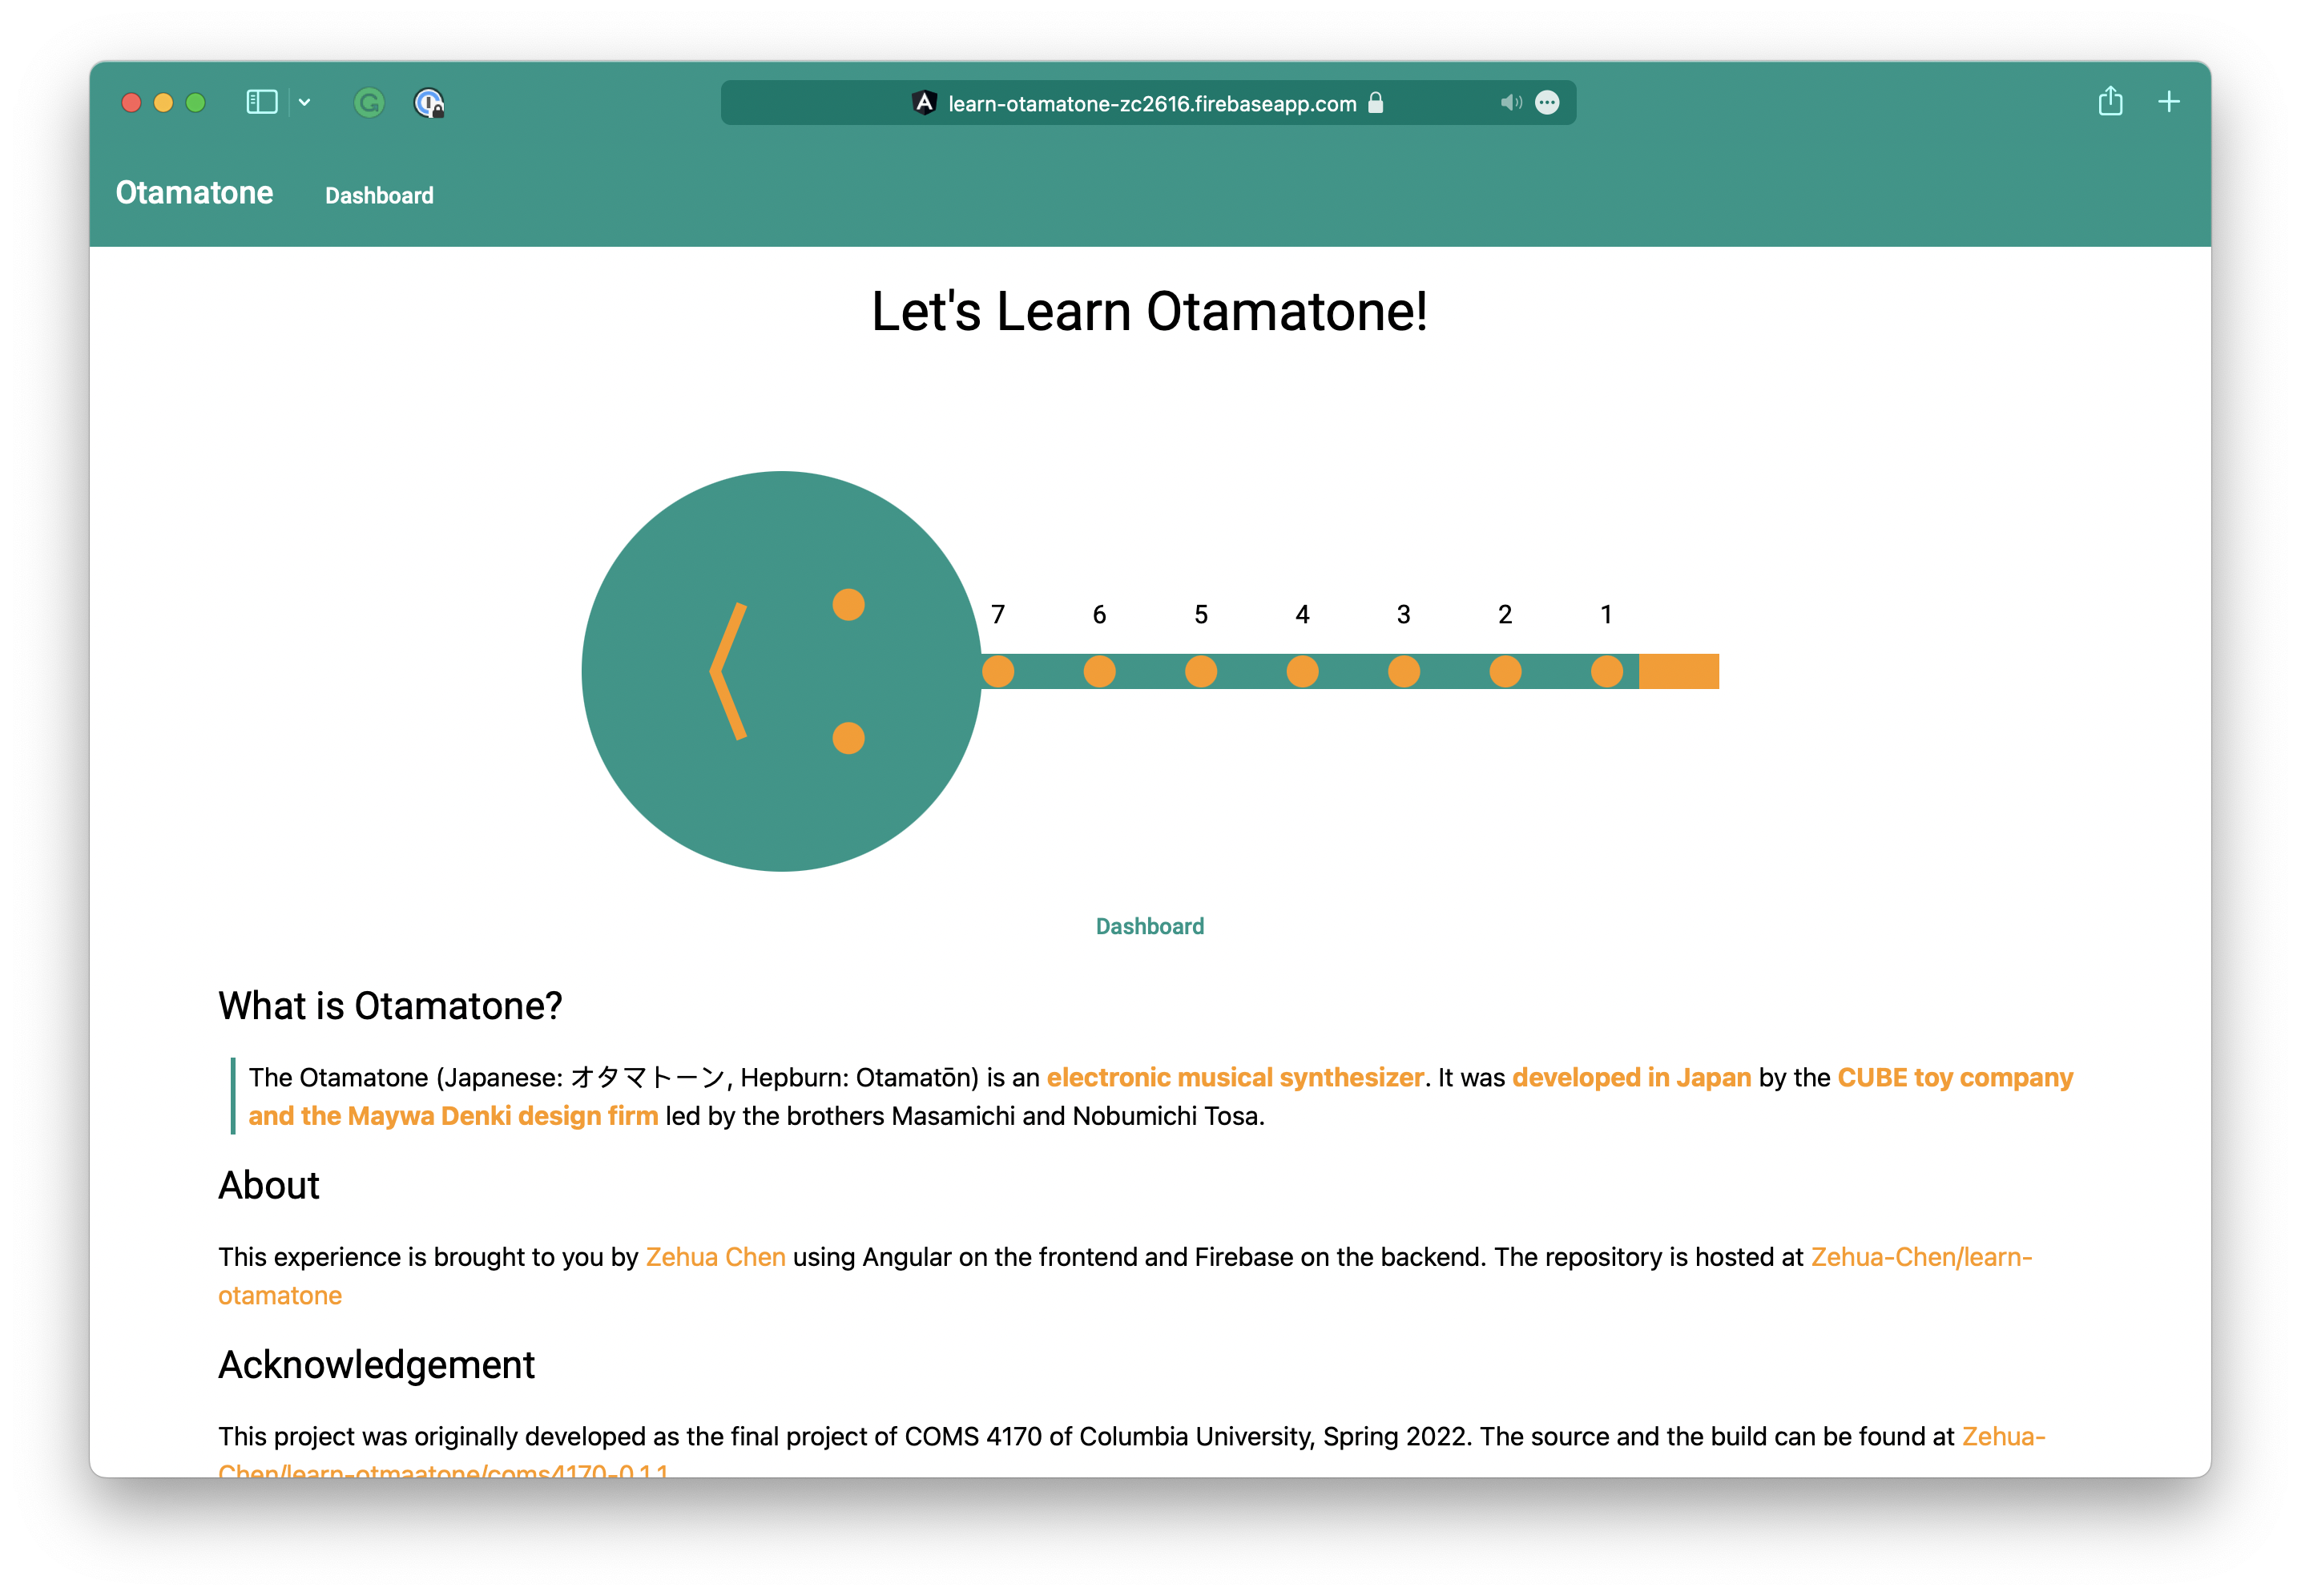 learn-otamatone-zc2616.firebaseapp.com
Otamatone Dashboard
Let's Learn Otamatone!
7 6 5 4 3 2 1
Dashboard
What is Otamatone?
The Otamatone (Japanese: オタマトーン, Hepburn: Otamatōn) is an electronic musical synthesizer. It was developed in Japan by the CUBE toy company
and the Maywa Denki design firm led by the brothers Masamichi and Nobumichi Tosa.
About
This experience is brought to you by Zehua Chen using Angular on the frontend and Firebase on the backend. The repository is hosted at Zehua-Chen/learn-
otamatone
Acknowledgement
This project was originally developed as the final project of COMS 4170 of Columbia University, Spring 2022. The source and the build can be found at Zehua-
Chen/learn-otmaatone/coms4170-0.1.1